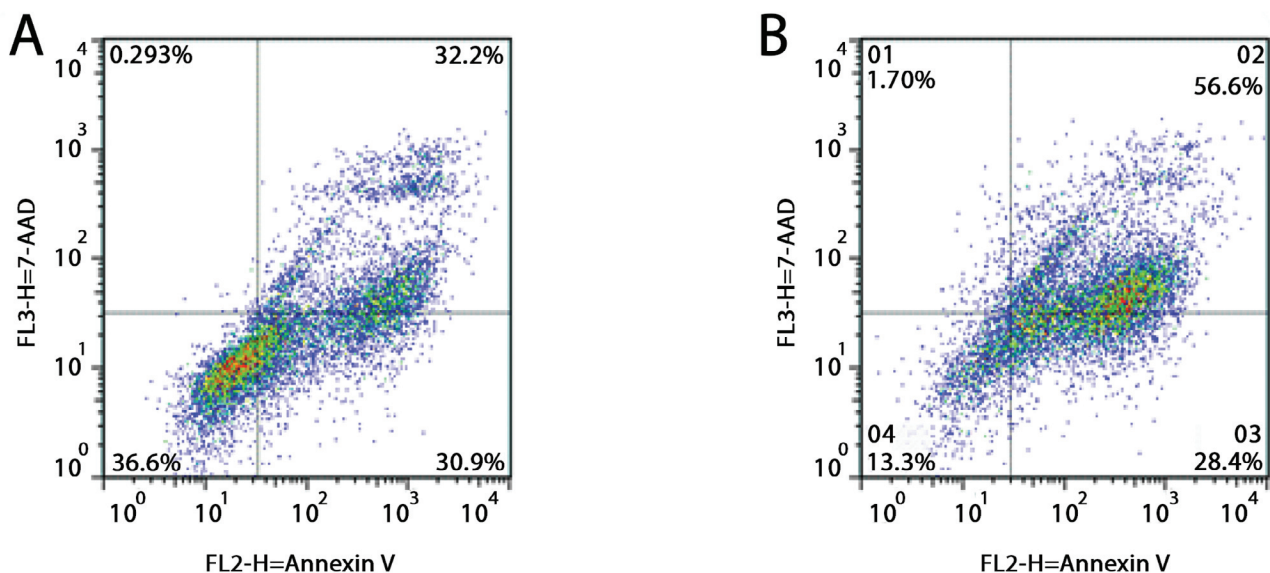 A
0.293%
32.2%
36.6%
30.9%
10^4
10^3
10^2
10^1
10^0
10^0 10^1 10^2 10^3 10^4
FL3-H=7-AAD
FL2-H=Annexin V
B
01
1.70%
02
56.6%
04
13.3%
03
28.4%
10^4
10^3
10^2
10^1
10^0
10^0 10^1 10^2 10^3 10^4
FL3-H=7-AAD
FL2-H=Annexin V